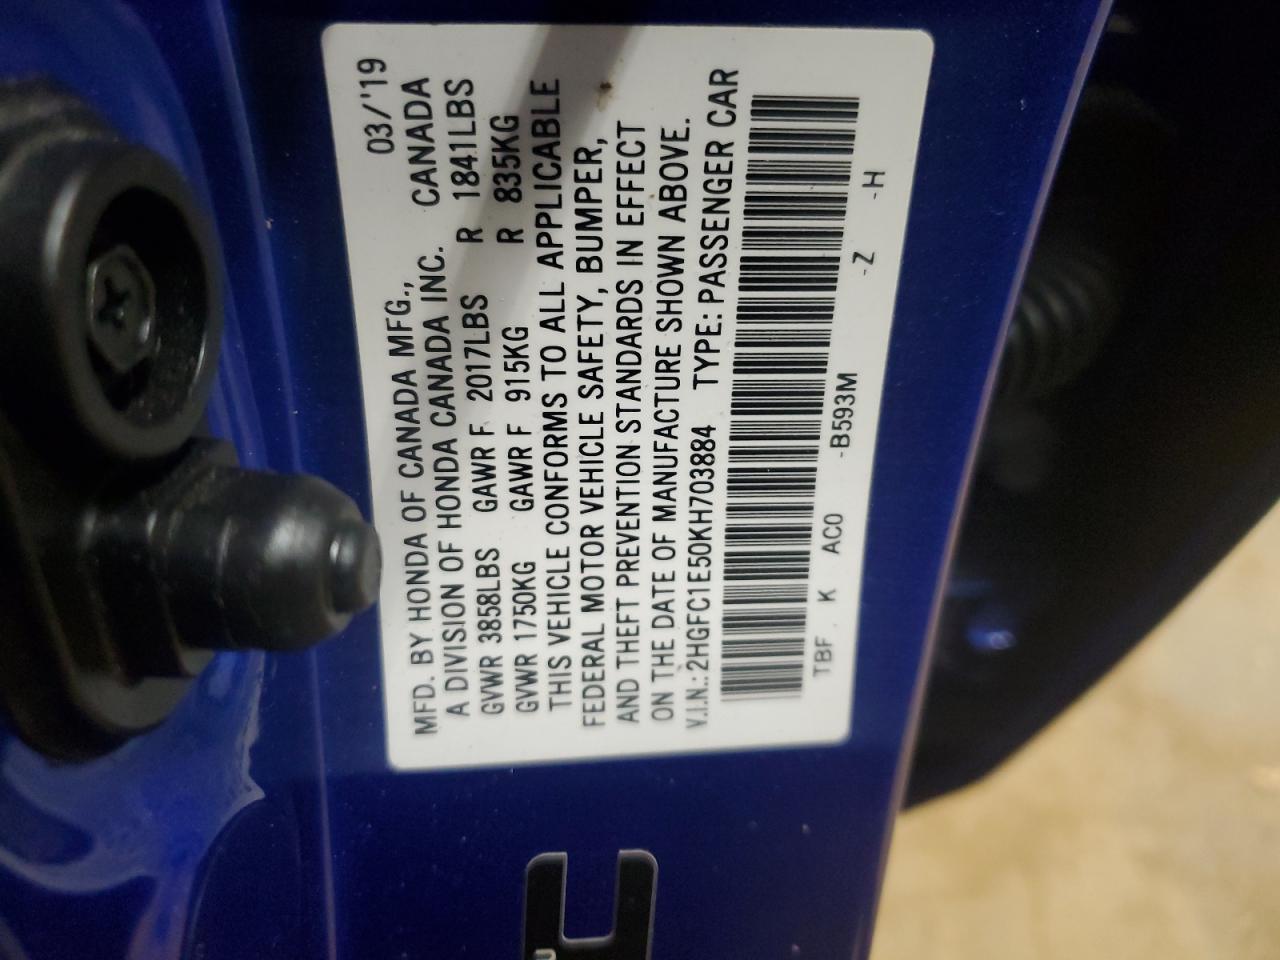 03/'19
MFD. BY HONDA OF CANADA MFG.,
A DIVISION OF HONDA CANADA INC. CANADA
GVWR 3858LBS GAWR F 2017LBS R 1841LBS
GVWR 1750KG GAWR F 915KG R 835KG
THIS VEHICLE CONFORMS TO ALL APPLICABLE
FEDERAL MOTOR VEHICLE SAFETY, BUMPER,
AND THEFT PREVENTION STANDARDS IN EFFECT
ON THE DATE OF MANUFACTURE SHOWN ABOVE.
V.I.N.:2HGFC1E50KH703884 TYPE:PASSENGER CAR
TBF K AC0 -B593M -Z -H